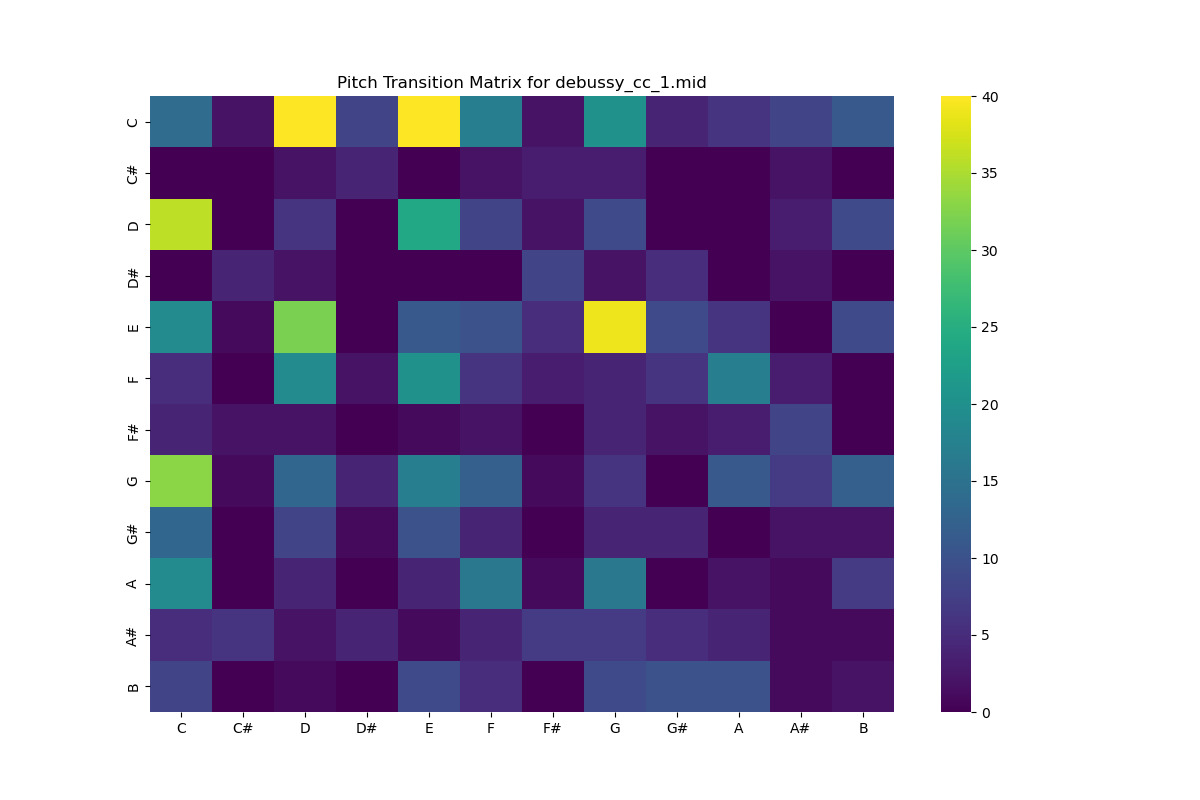 Pitch Transition Matrix for debussy_cc_1.mid
C
C#
D
D#
E
F
F#
G
G#
A
A#
B
C C# D D# E F F# G G# A A# B
40
35
30
25
20
15
10
5
0